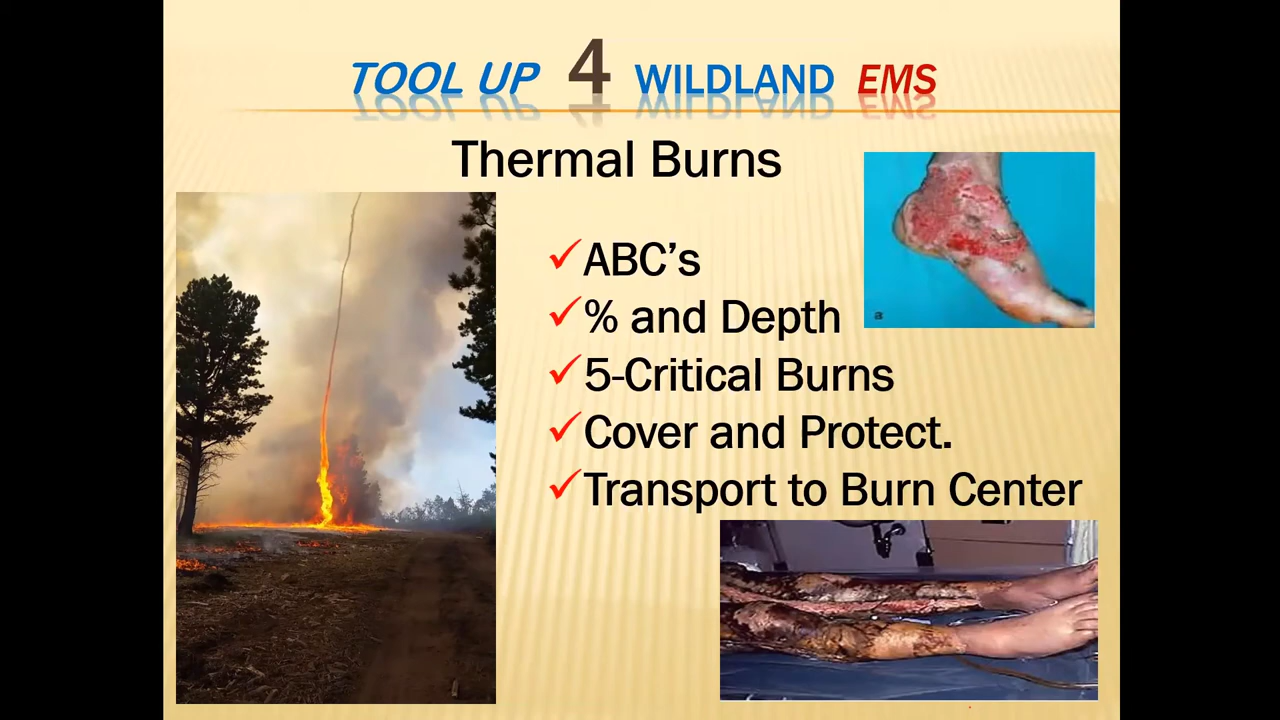 TOOL UP 4 WILDLAND EMS
Thermal Burns
ABC's
% and Depth
5-Critical Burns
Cover and Protect.
Transport to Burn Center
a